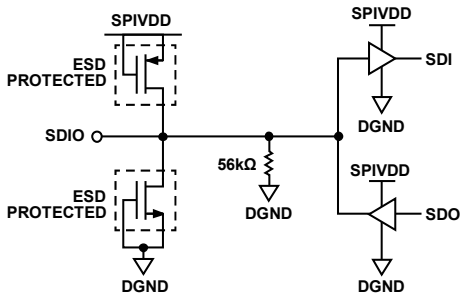 SPIVDD
ESD
PROTECTED
SDIO
ESD
PROTECTED
DGND
56kΩ
DGND
SPIVDD
SDI
DGND
SPIVDD
SDO
DGND